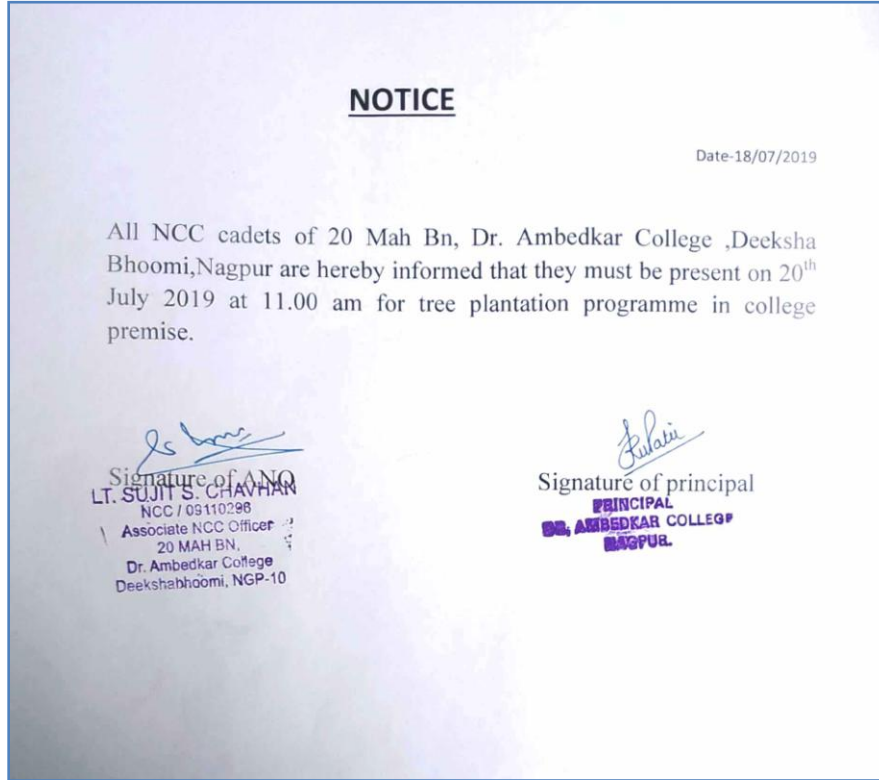 NOTICE
Date-18/07/2019
All NCC cadets of 20 Mah Bn, Dr. Ambedkar College ,Deeksha
Bhoomi,Nagpur are hereby informed that they must be present on 20th
July 2019 at 11.00 am for tree plantation programme in college
premise.
Signature of ANO
LT. SUJIT S. CHAVHAN
NCC / 09110296
Associate NCC Officer
20 MAH BN,
Dr. Ambedkar College
Deekshabhoomi, NGP-10
Signature of principal
PRINCIPAL
DR, AMBEDKAR COLLEGE
NAGPUR.